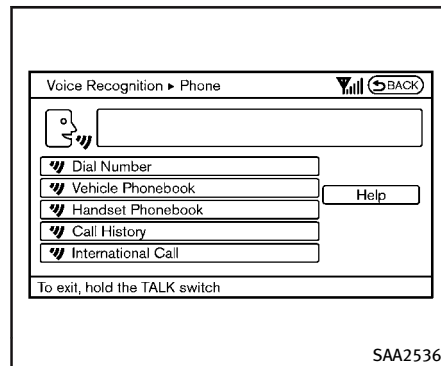 Voice Recognition ▸ Phone BACK
Dial Number
Vehicle Phonebook
Help
Handset Phonebook
Call History
International Call
To exit, hold the TALK switch
SAA2536